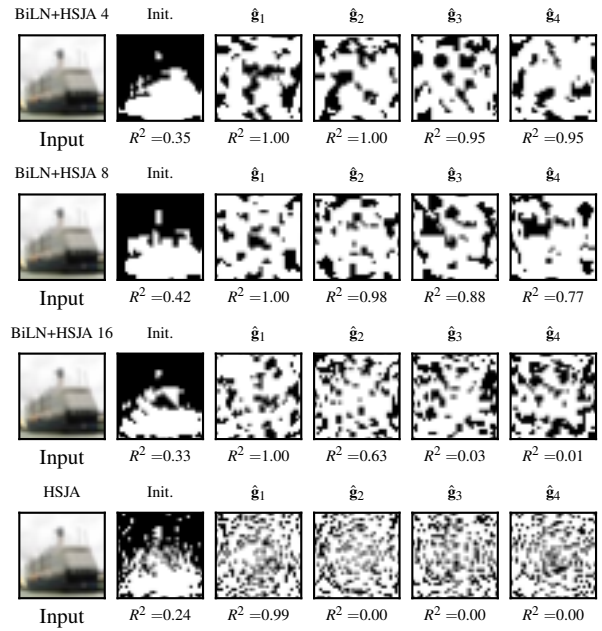 BiLN+HSJA 4 Init. ĝ₁ ĝ₂ ĝ₃ ĝ₄
Input R² =0.35 R² =1.00 R² =1.00 R² =0.95 R² =0.95
BiLN+HSJA 8 Init. ĝ₁ ĝ₂ ĝ₃ ĝ₄
Input R² =0.42 R² =1.00 R² =0.98 R² =0.88 R² =0.77
BiLN+HSJA 16 Init. ĝ₁ ĝ₂ ĝ₃ ĝ₄
Input R² =0.33 R² =1.00 R² =0.63 R² =0.03 R² =0.01
HSJA Init. ĝ₁ ĝ₂ ĝ₃ ĝ₄
Input R² =0.24 R² =0.99 R² =0.00 R² =0.00 R² =0.00